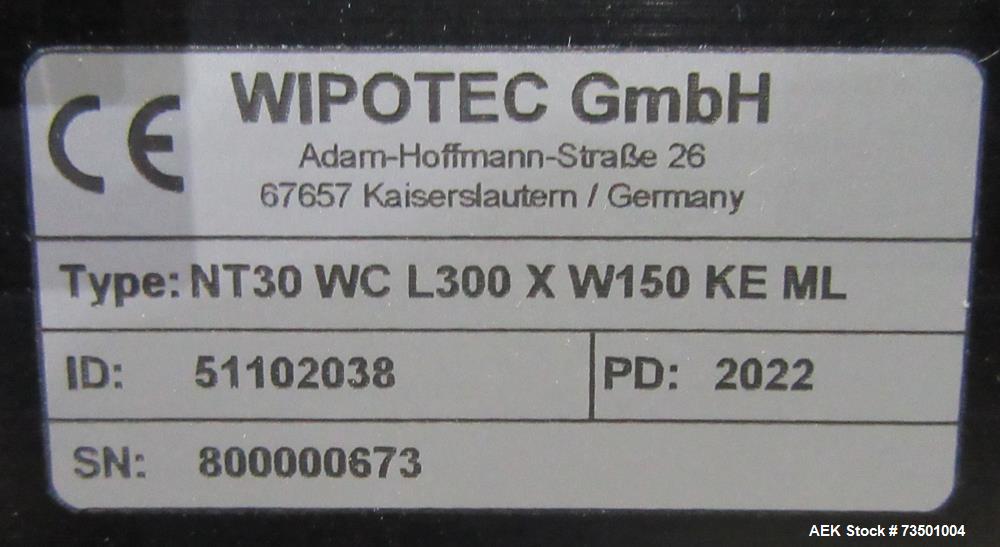 CE
WIPOTEC GmbH
Adam-Hoffmann-Straße 26
67657 Kaiserslautern / Germany
Type: NT30 WC L300 X W150 KE ML
ID: 51102038 PD: 2022
SN: 800000673
AEK Stock # 73501004